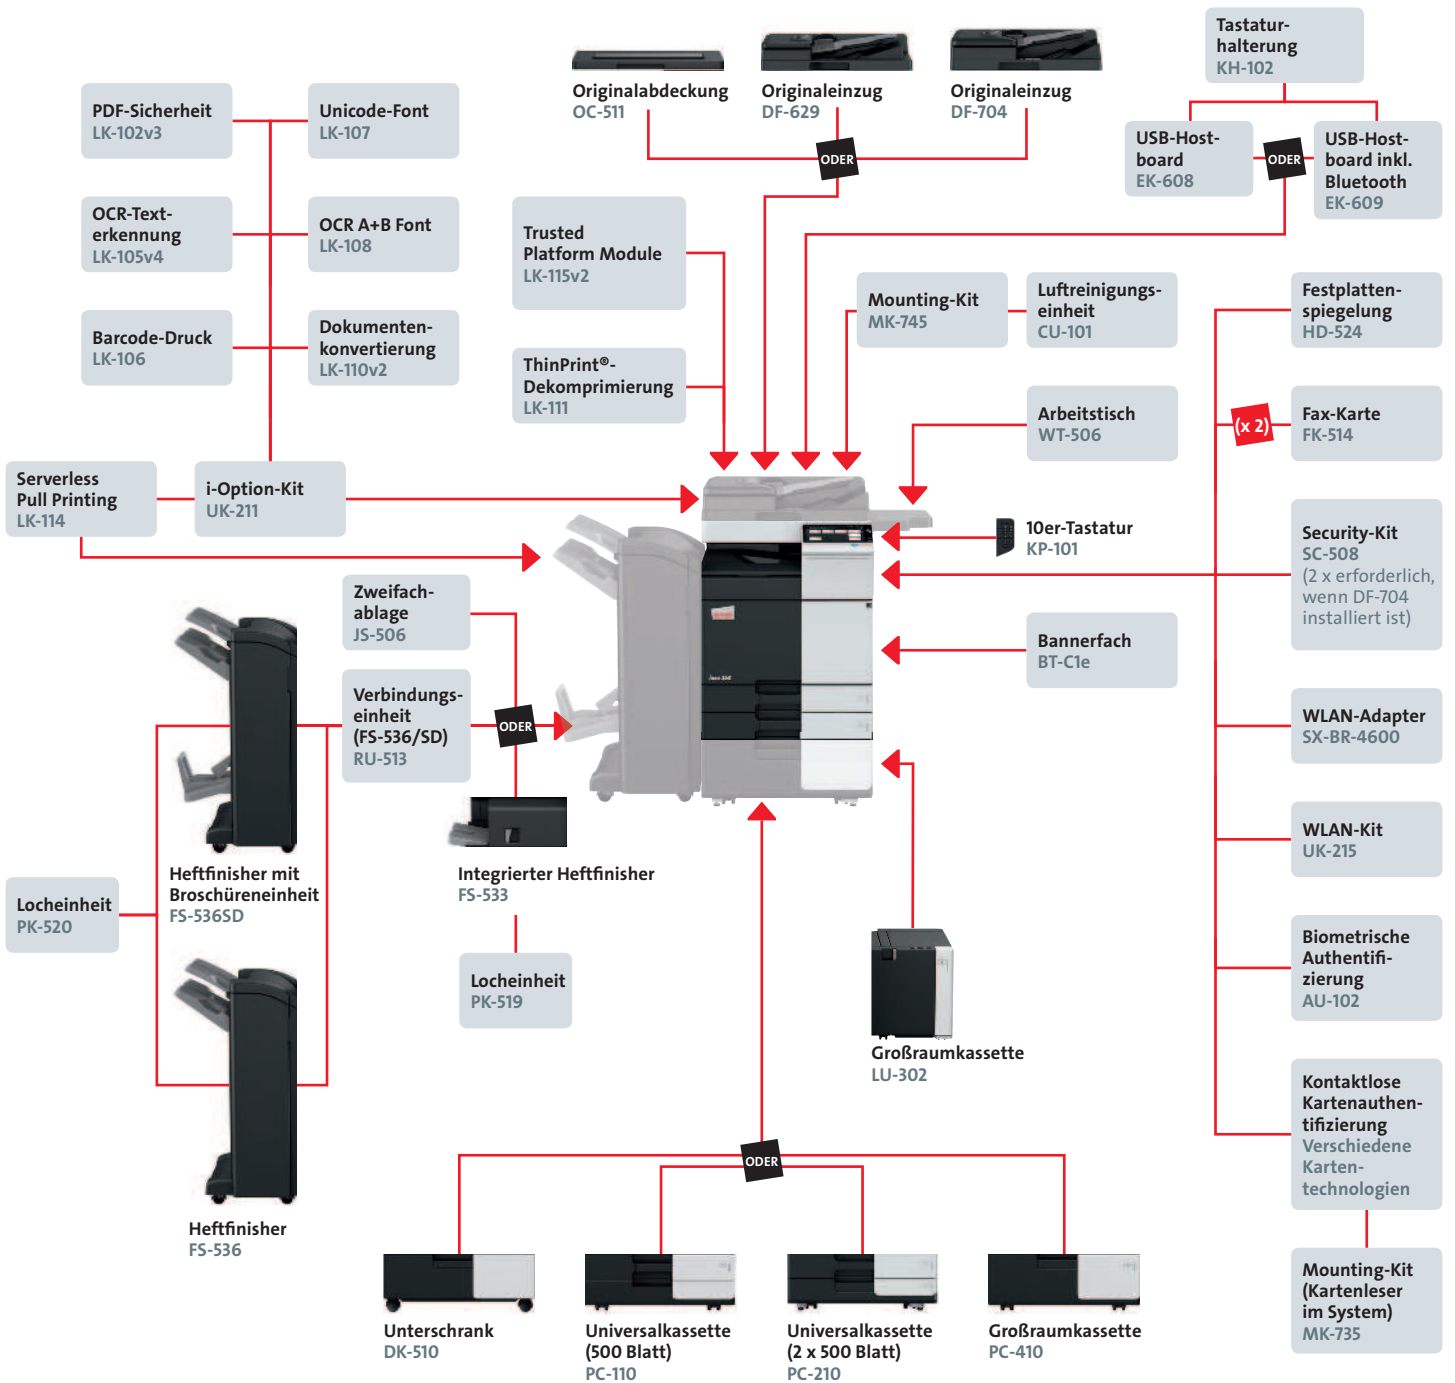 Originalabdeckung
OC-511
Originaleinzug
DF-629
Originaleinzug
DF-704
ODER
Tastatur-
halterung
KH-102
USB-Host-
board
EK-608
ODER
USB-Host-
board inkl.
Bluetooth
EK-609
PDF-Sicherheit
LK-102v3
Unicode-Font
LK-107
OCR-Text-
erkennung
LK-105v4
OCR A+B Font
LK-108
Barcode-Druck
LK-106
Dokumenten-
konvertierung
LK-110v2
Trusted
Platform Module
LK-115v2
ThinPrint®-
Dekomprimierung
LK-111
Mounting-Kit
MK-745
Luftreinigungs-
einheit
CU-101
Festplatten-
spiegelung
HD-524
Arbeitstisch
WT-506
(x 2)
Fax-Karte
FK-514
Serverless
Pull Printing
LK-114
i-Option-Kit
UK-211
10er-Tastatur
KP-101
Security-Kit
SC-508
(2 x erforderlich,
wenn DF-704
installiert ist)
Zweifach-
ablage
JS-506
Bannerfach
BT-C1e
Verbindungs-
einheit
(FS-536/SD)
RU-513
ODER
WLAN-Adapter
SX-BR-4600
WLAN-Kit
UK-215
Heftfinisher mit
Broschüreneinheit
FS-536SD
Integrierter Heftfinisher
FS-533
Locheinheit
PK-520
Locheinheit
PK-519
Biometrische
Authentifi-
zierung
AU-102
Großraumkassette
LU-302
Kontaktlose
Kartenauthen-
tifizierung
Verschiedene
Karten-
technologien
ODER
Heftfinisher
FS-536
Mounting-Kit
(Kartenleser
im System)
MK-735
Unterschrank
DK-510
Universalkassette
(500 Blatt)
PC-110
Universalkassette
(2 x 500 Blatt)
PC-210
Großraumkassette
PC-410